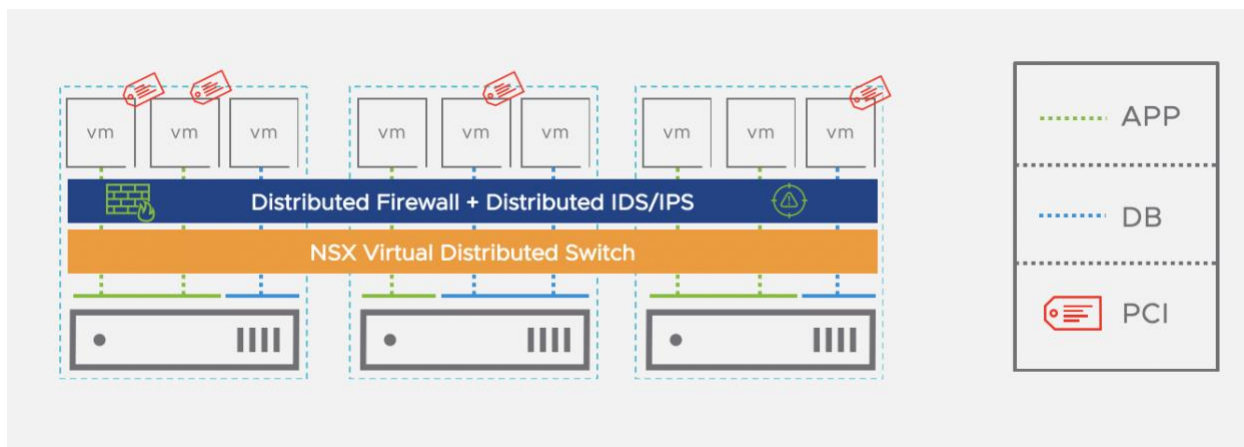 vm vm vm vm vm vm vm vm vm
Distributed Firewall + Distributed IDS/IPS
NSX Virtual Distributed Switch
APP
DB
PCI